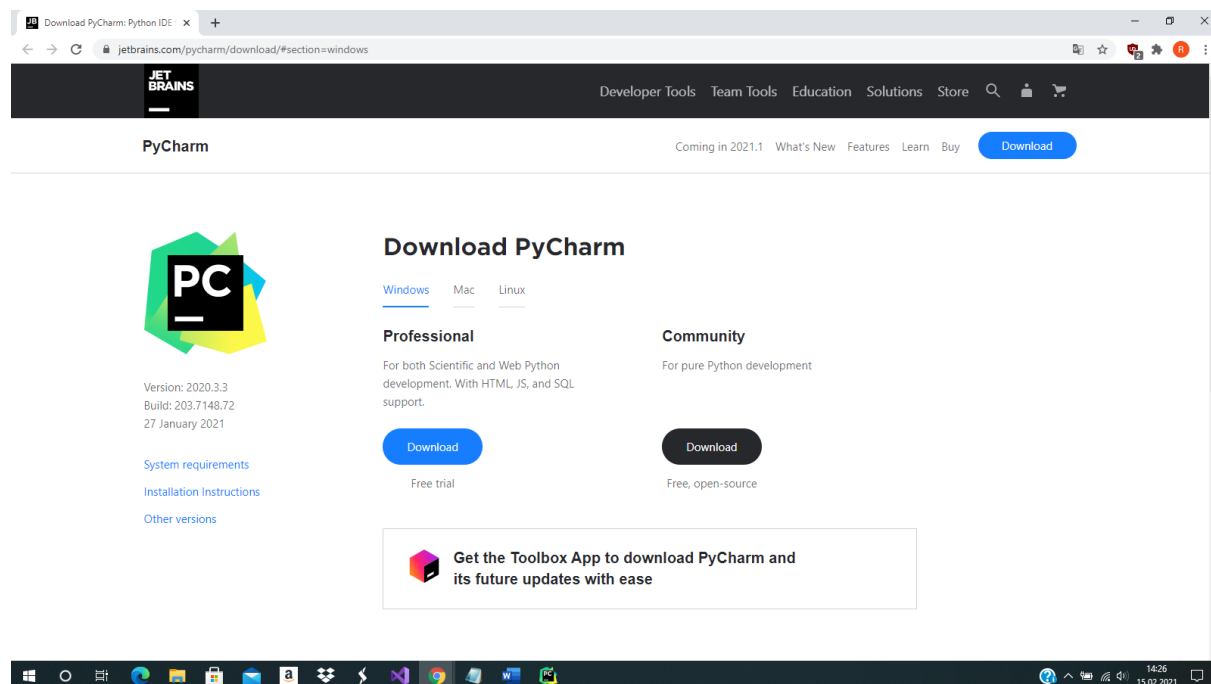 Download PyCharm: Python IDE
jetbrains.com/pycharm/download/#section=windows
R
2
JET
BRAINS
Developer Tools Team Tools Education Solutions Store
PyCharm
Coming in 2021.1 What's New Features Learn Buy Download
PC
Version: 2020.3.3
Build: 203.7148.72
27 January 2021
System requirements
Installation Instructions
Other versions
Download PyCharm
Windows Mac Linux
Professional
For both Scientific and Web Python
development. With HTML, JS, and SQL
support.
Download
Free trial
Community
For pure Python development
Download
Free, open-source
Get the Toolbox App to download PyCharm and
its future updates with ease
14:26
15.02.2021